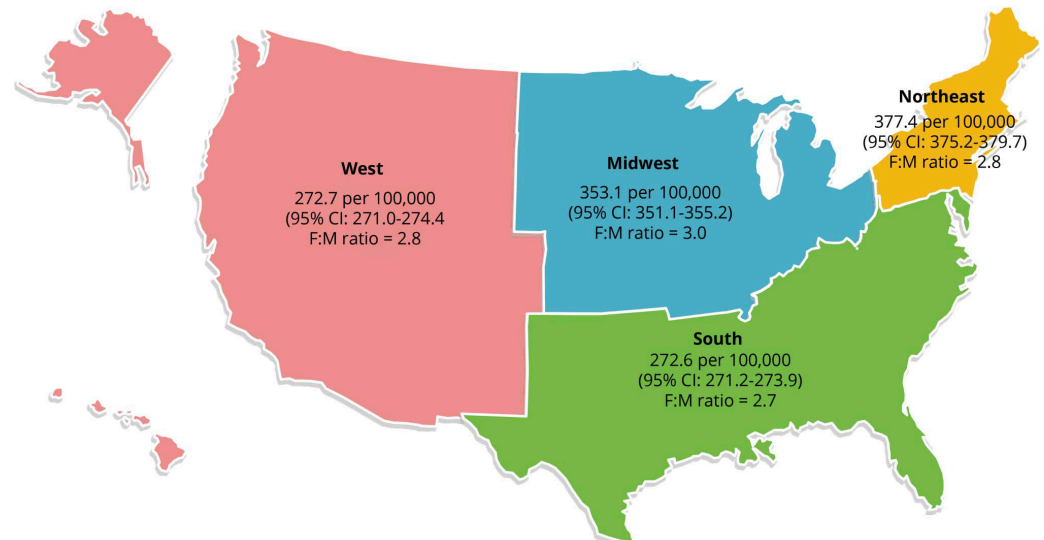 Northeast
377.4 per 100,000
(95% CI: 375.2-379.7)
F:M ratio = 2.8
West
272.7 per 100,000
(95% CI: 271.0-274.4
F:M ratio = 2.8
Midwest
353.1 per 100,000
(95% CI: 351.1-355.2)
F:M ratio = 3.0
South
272.6 per 100,000
(95% CI: 271.2-273.9)
F:M ratio = 2.7